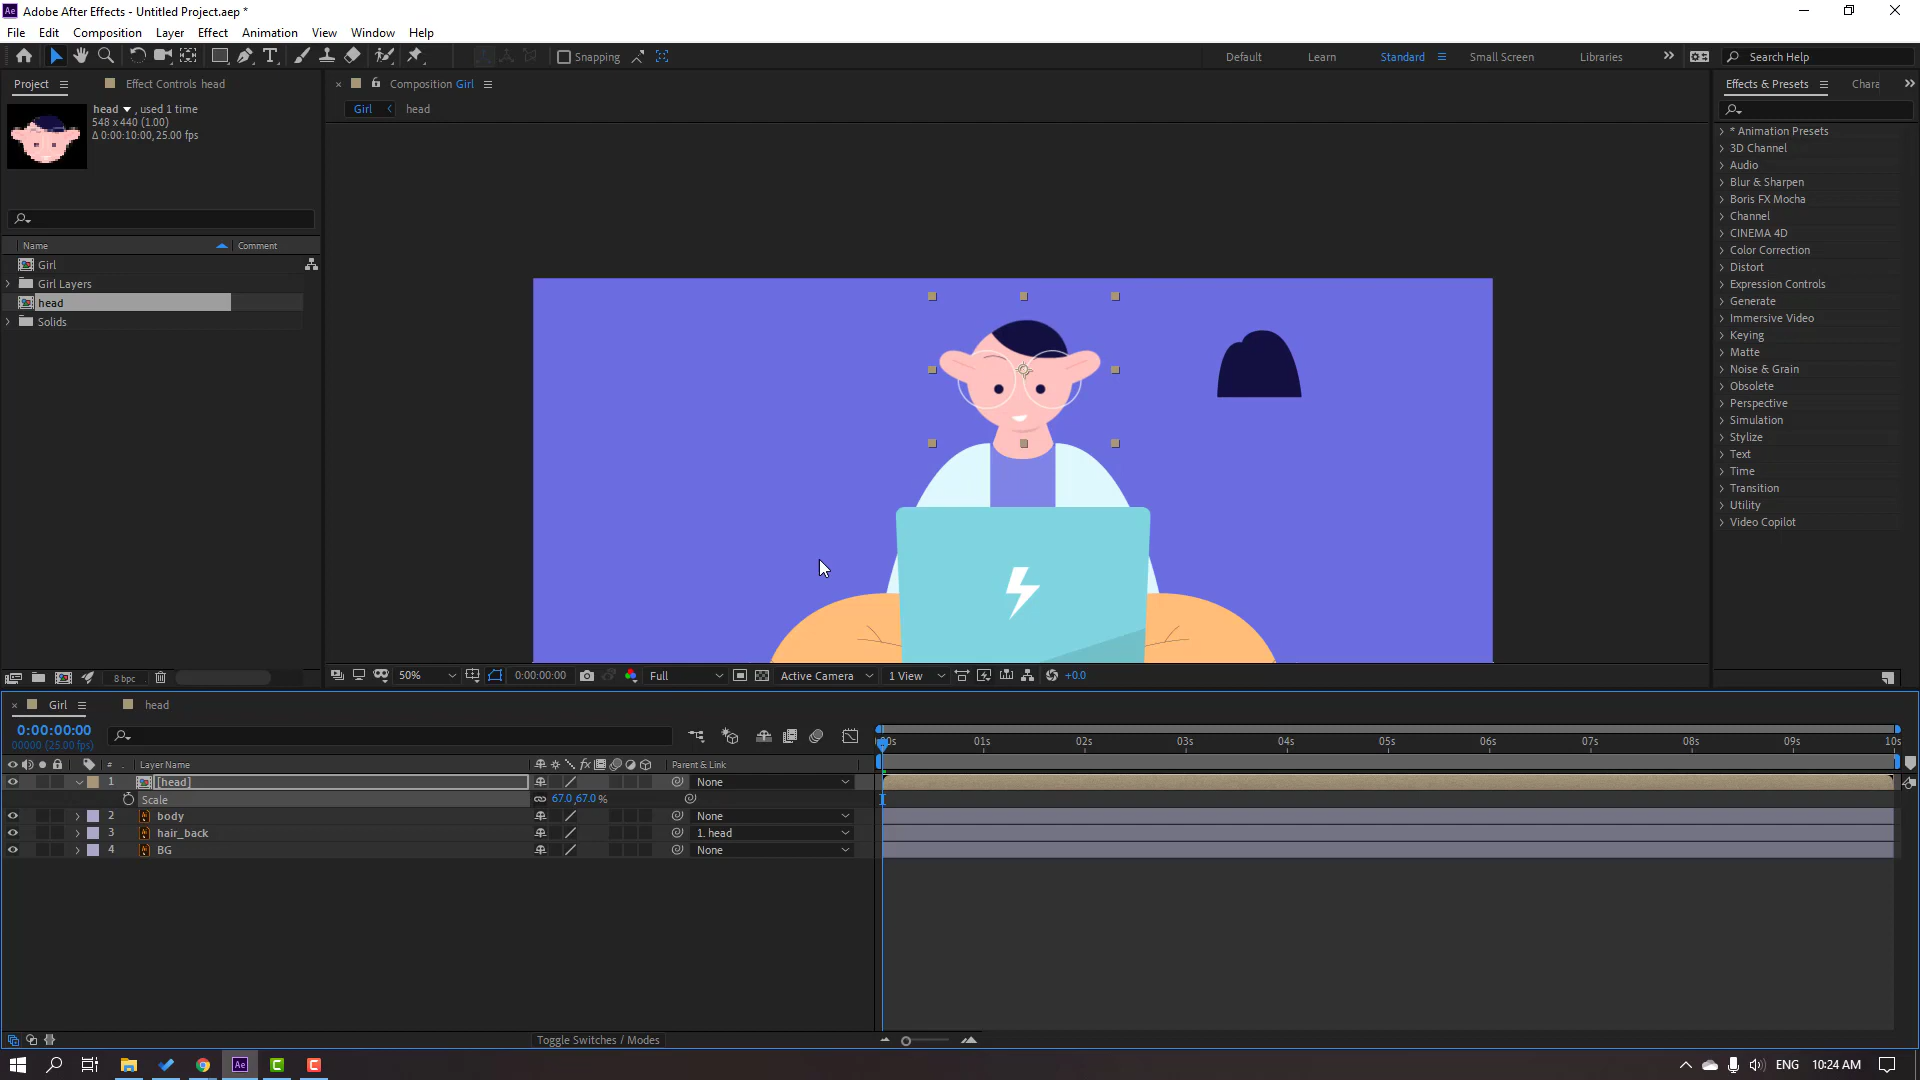 Adobe After Effects - Untitled Project.aep *
File Edit Composition Layer Effect Animation View Window Help
Snapping
Default Learn Standard Small Screen Libraries Search Help
Project Effect Controls head
head , used 1 time
548 x 440 (1.00)
Δ 0:00:10:00, 25.00 fps
Name Comment
Girl
Girl Layers
head
Solids
8 bpc
Composition Girl
Girl head
50% 0:00:00:00 Full Active Camera 1 View +0.0
Effects & Presets Chara
* Animation Presets
3D Channel
Audio
Blur & Sharpen
Boris FX Mocha
Channel
CINEMA 4D
Color Correction
Distort
Expression Controls
Generate
Immersive Video
Keying
Matte
Noise & Grain
Obsolete
Perspective
Simulation
Stylize
Text
Time
Transition
Utility
Video Copilot
Girl head
0:00:00:00
00000 (25.00 fps)
:00s 01s 02s 03s 04s 05s 06s 07s 08s 09s 10s
# Layer Name Parent & Link
1 [head] None
Scale 67.0,67.0 %
2 body None
3 hair_back 1. head
4 BG None
Toggle Switches / Modes
ENG 10:24 AM